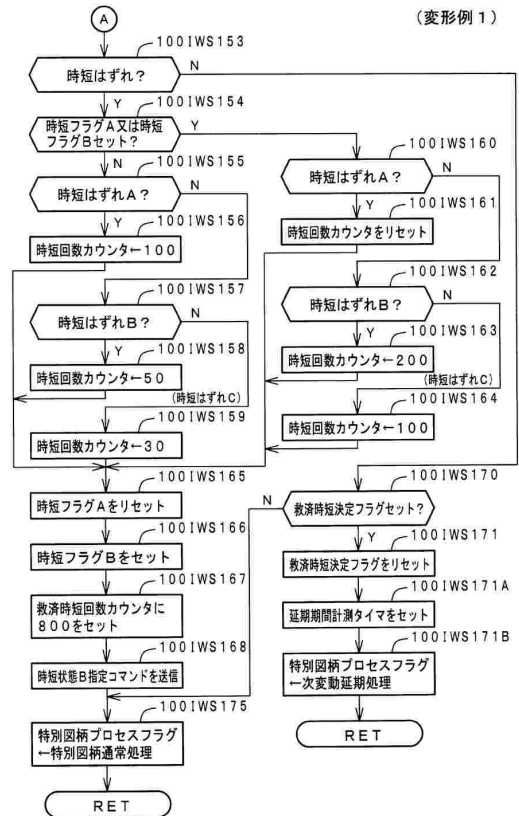 A
(変形例1)
100IWS153
時短はずれ?
N
Y
100IWS154
時短フラグA又は時短
フラグBセット?
Y
N
100IWS155
時短はずれA?
N
Y
100IWS156
時短回数カウンタ←100
100IWS157
時短はずれB?
N
Y
100IWS158
時短回数カウンタ←50
(時短はずれC)
100IWS159
時短回数カウンタ←30
100IWS160
時短はずれA?
N
Y
100IWS161
時短回数カウンタをリセット
100IWS162
時短はずれB?
N
Y
100IWS163
時短回数カウンタ←200
(時短はずれC)
100IWS164
時短回数カウンタ←100
100IWS165
時短フラグAをリセット
100IWS166
時短フラグBをセット
100IWS167
救済時短回数カウンタに
800をセット
100IWS168
時短状態B指定コマンドを送信
100IWS170
救済時短決定フラグセット?
N
Y
100IWS171
救済時短決定フラグをリセット
100IWS171A
延期期間計測タイマをセット
100IWS171B
特別図柄プロセスフラグ
←次変動延期処理
RET
100IWS175
特別図柄プロセスフラグ
←特別図柄通常処理
RET